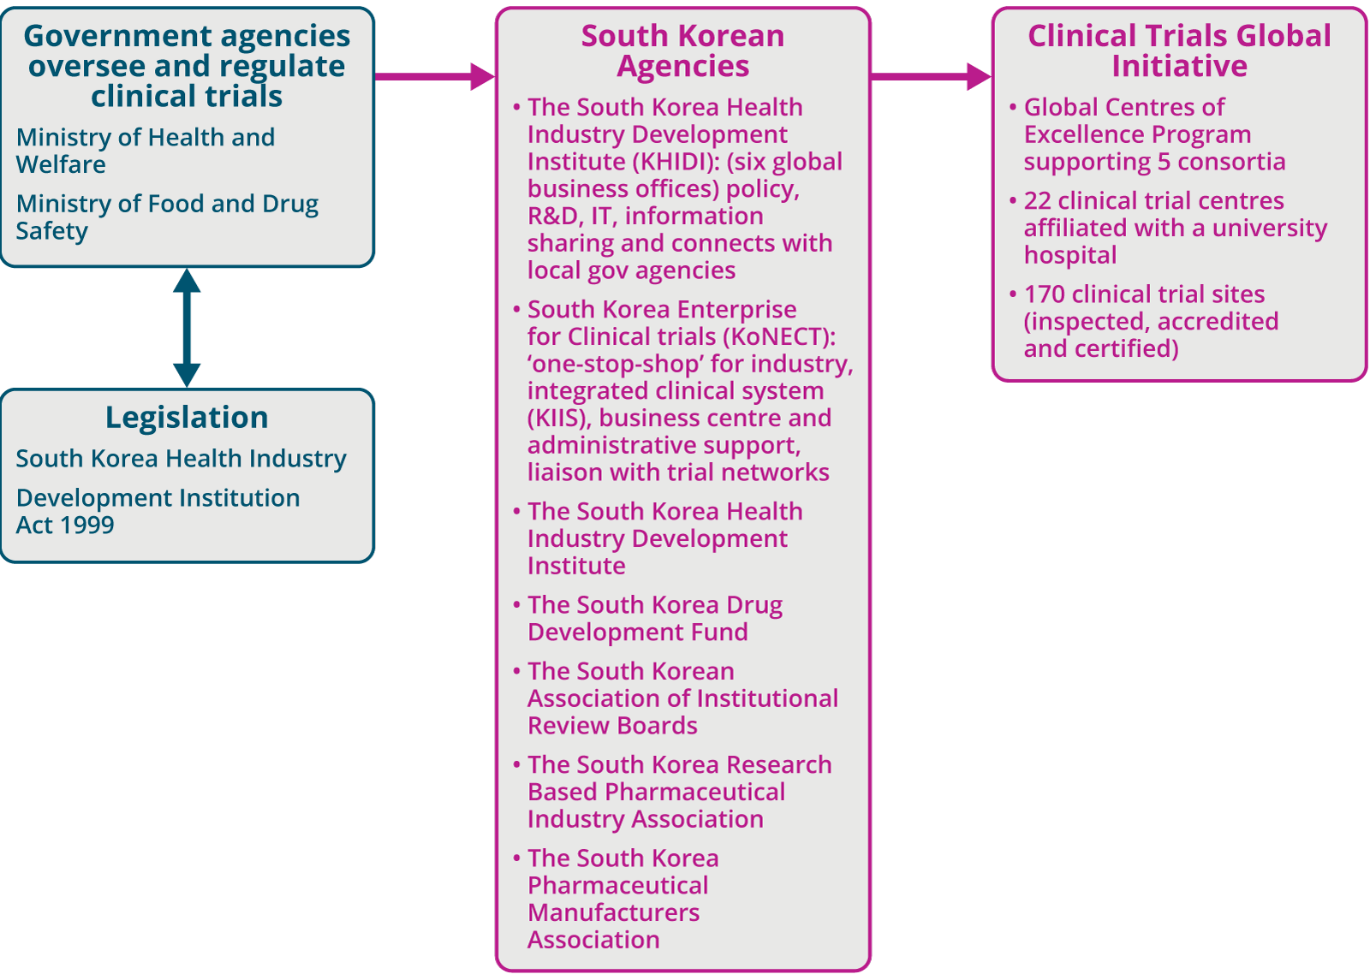 Government agencies
oversee and regulate
clinical trials
Ministry of Health and
Welfare
Ministry of Food and Drug
Safety
Legislation
South Korea Health Industry
Development Institution
Act 1999
South Korean
Agencies
• The South Korea Health
Industry Development
Institute (KHIDI): (six global
business offices) policy,
R&D, IT, information
sharing and connects with
local gov agencies
• South Korea Enterprise
for Clinical trials (KoNECT):
‘one-stop-shop’ for industry,
integrated clinical system
(KIIS), business centre and
administrative support,
liaison with trial networks
• The South Korea Health
Industry Development
Institute
• The South Korea Drug
Development Fund
• The South Korean
Association of Institutional
Review Boards
• The South Korea Research
Based Pharmaceutical
Industry Association
• The South Korea
Pharmaceutical
Manufacturers
Association
Clinical Trials Global
Initiative
• Global Centres of
Excellence Program
supporting 5 consortia
• 22 clinical trial centres
affiliated with a university
hospital
• 170 clinical trial sites
(inspected, accredited
and certified)